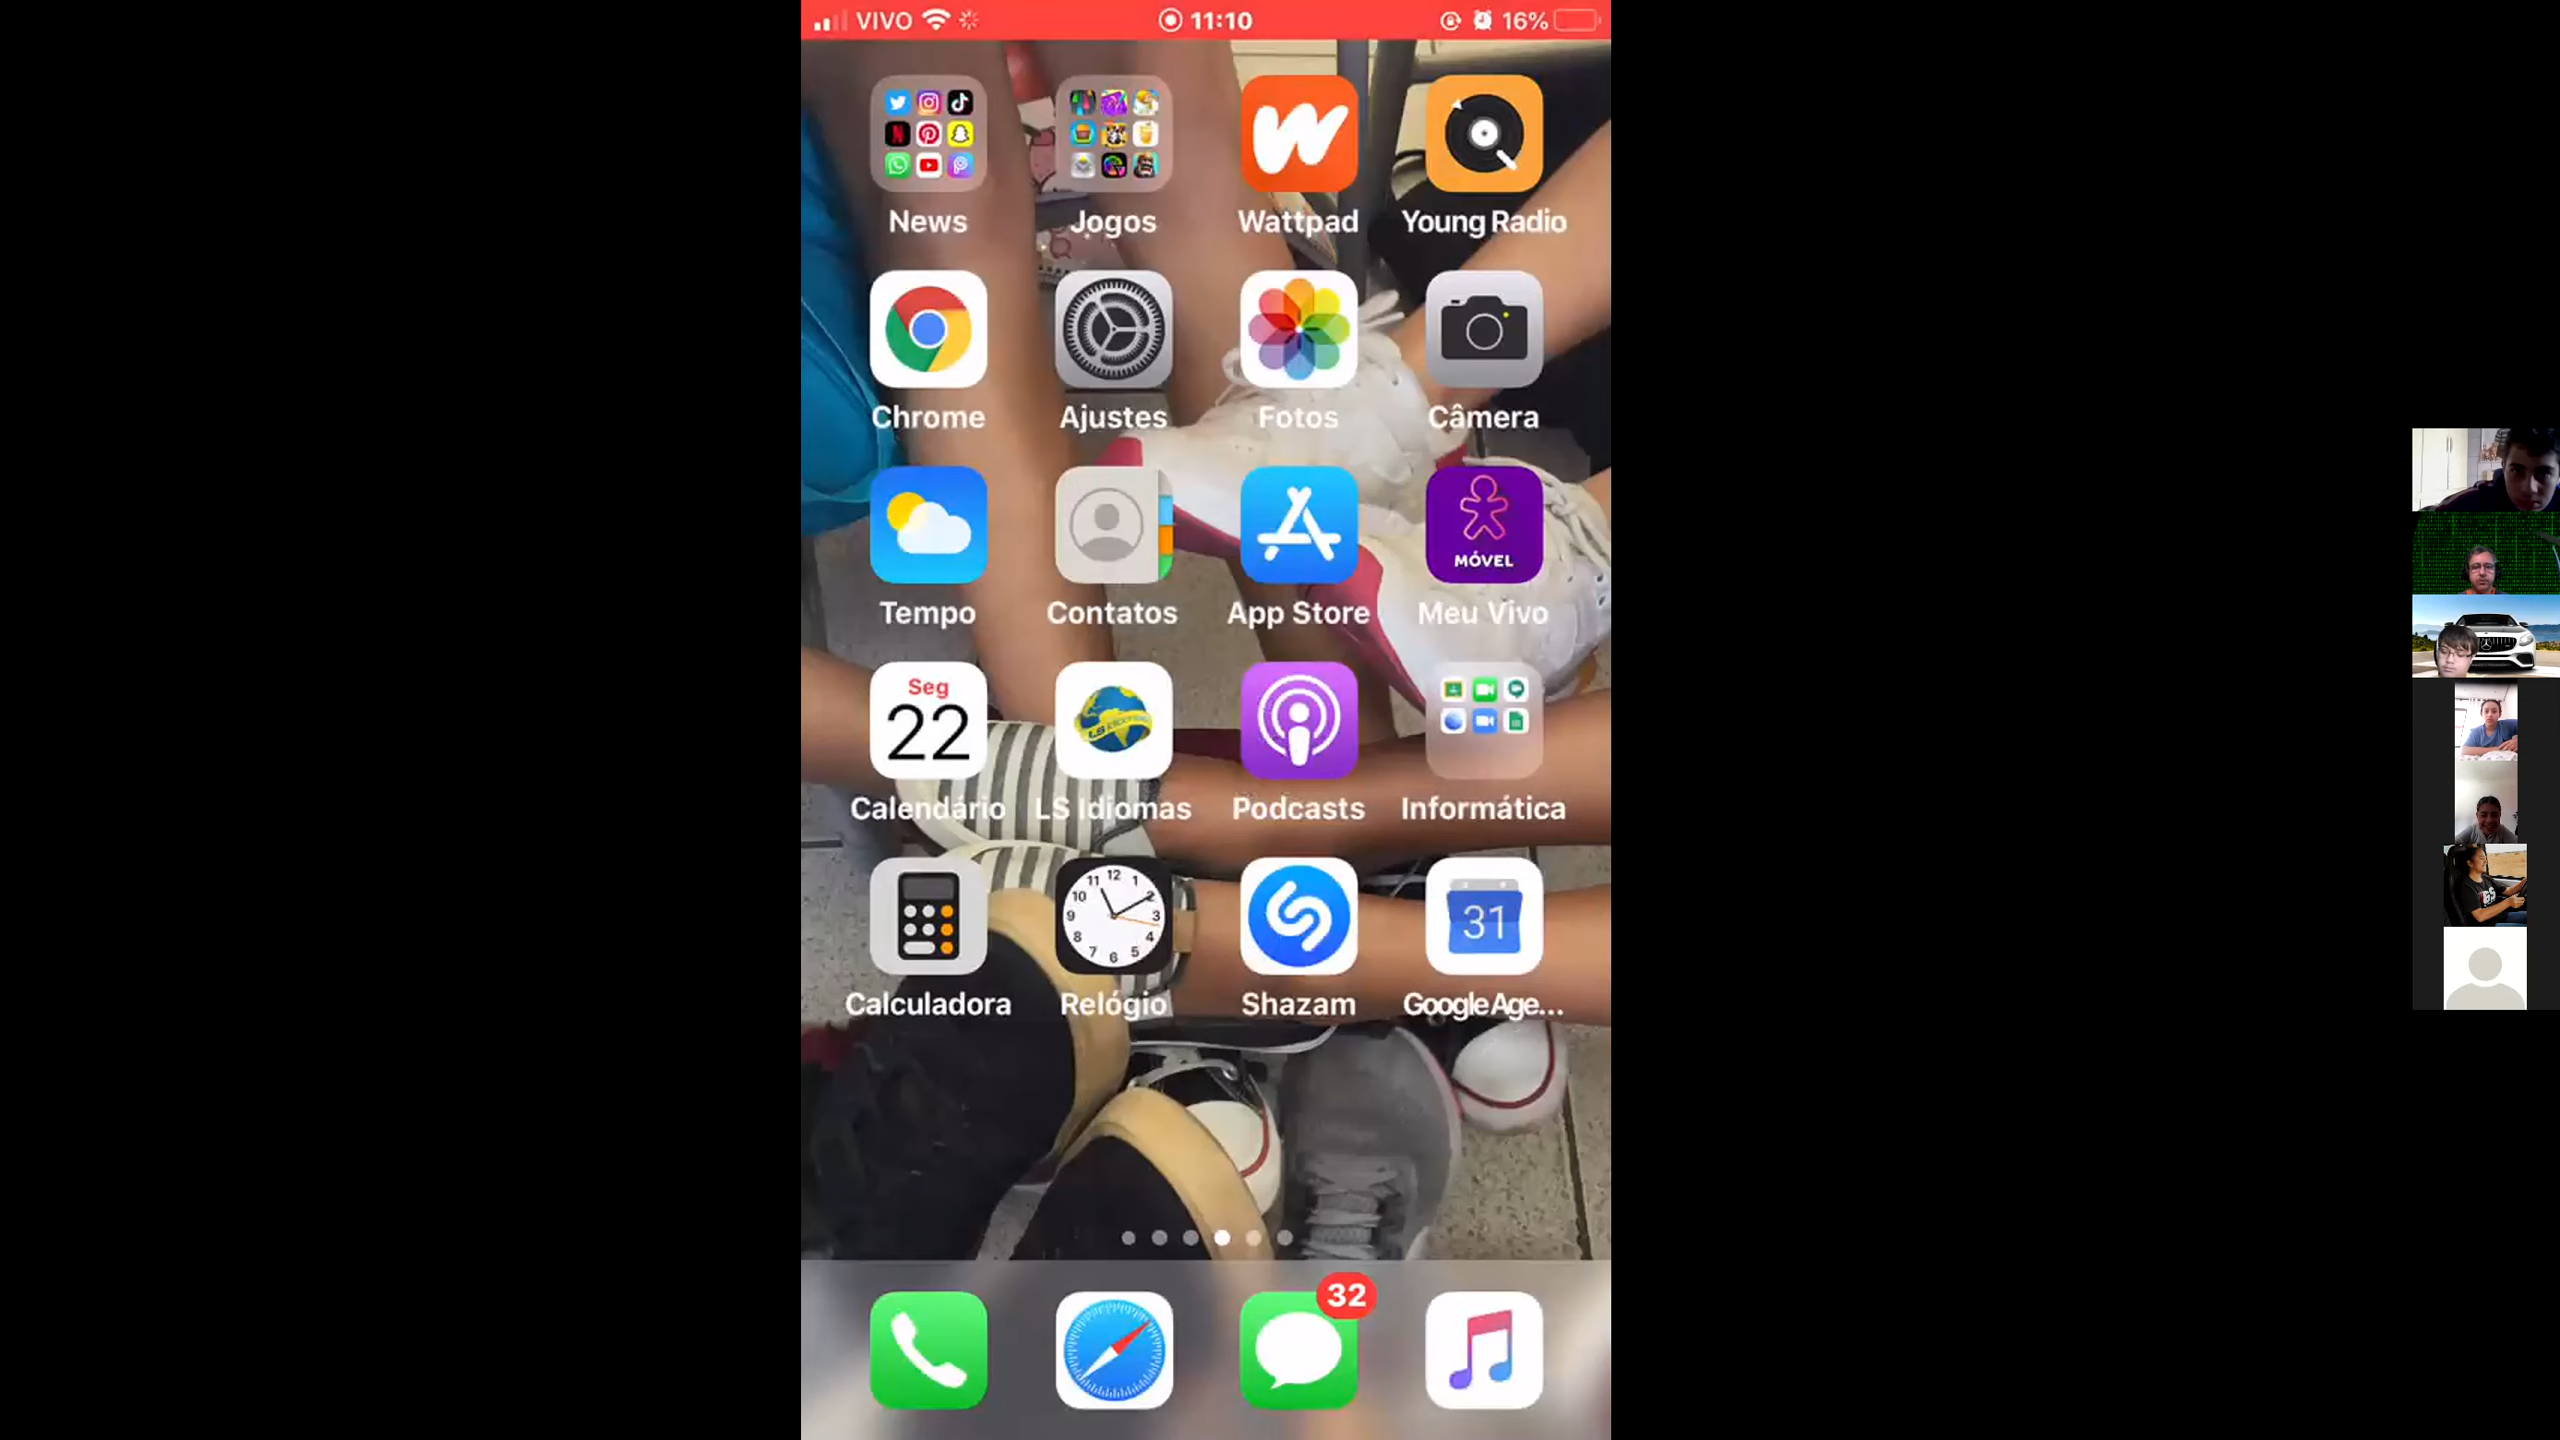 VIVO 11:10 16%
News Jogos Wattpad Young Radio
Chrome Ajustes Fotos Câmera
MÓVEL
Tempo Contatos App Store Meu Vivo
Seg
22
Calendário LS Idiomas Podcasts Informática
31
Calculadora Relógio Shazam Google Age...
32